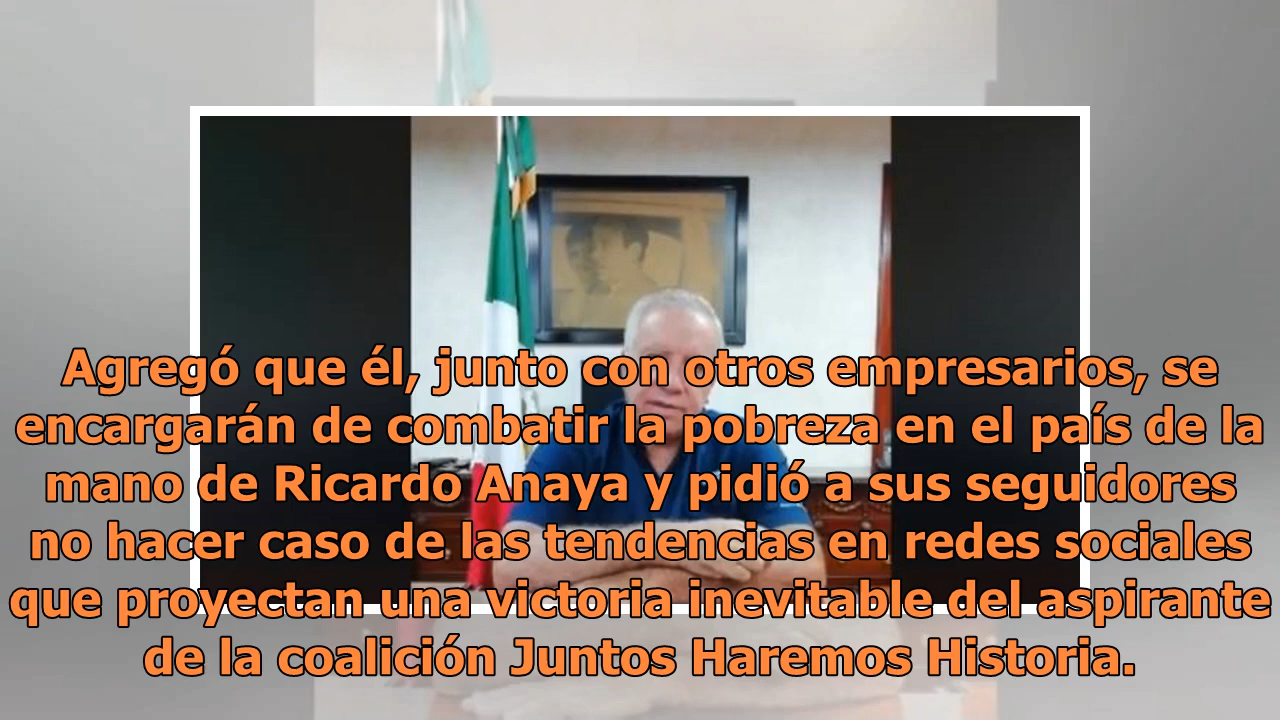 Agregó que él, junto con otros empresarios, se
encargarán de combatir la pobreza en el país de la
mano de Ricardo Anaya y pidió a sus seguidores
no hacer caso de las tendencias en redes sociales
que proyectan una victoria inevitable del aspirante
de la coalición Juntos Haremos Historia.